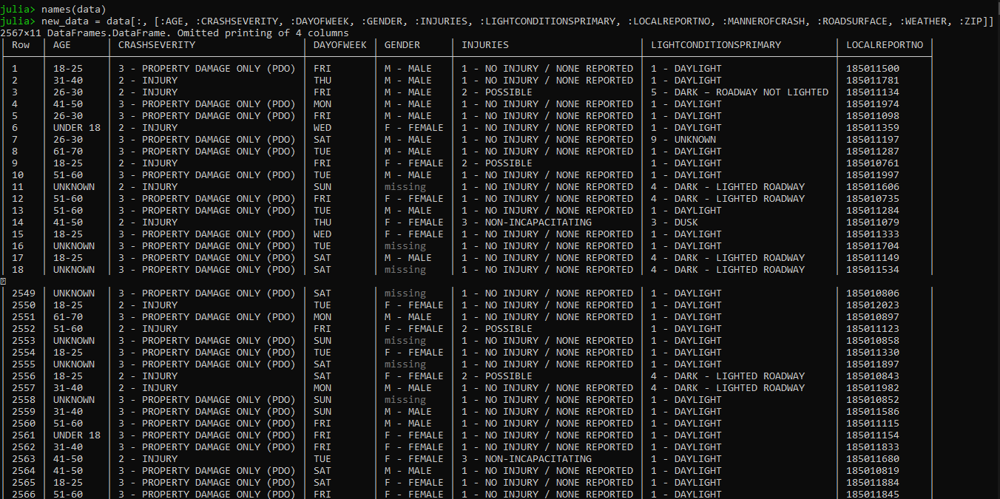 julia> names(data)
julia> new_data = data[:, [:AGE, :CRASHSEVERITY, :DAYOFWEEK, :GENDER, :INJURIES, :LIGHTCONDITIONSPRIMARY, :LOCALREPORTNO, :MANNEROFCRASH, :ROADSURFACE, :WEATHER, :ZIP]]
2567×11 DataFrames.DataFrame. Omitted printing of 4 columns
Row AGE CRASHSEVERITY DAYOFWEEK GENDER INJURIES LIGHTCONDITIONSPRIMARY LOCALREPORTNO
1 18-25 3 - PROPERTY DAMAGE ONLY (PDO) FRI M - MALE 1 - NO INJURY / NONE REPORTED 1 - DAYLIGHT 185011500
2 31-40 2 - INJURY THU M - MALE 1 - NO INJURY / NONE REPORTED 1 - DAYLIGHT 185011781
3 26-30 2 - INJURY FRI M - MALE 2 - POSSIBLE 5 - DARK – ROADWAY NOT LIGHTED 185011134
4 41-50 3 - PROPERTY DAMAGE ONLY (PDO) MON M - MALE 1 - NO INJURY / NONE REPORTED 1 - DAYLIGHT 185011974
5 26-30 3 - PROPERTY DAMAGE ONLY (PDO) FRI M - MALE 1 - NO INJURY / NONE REPORTED 1 - DAYLIGHT 185011098
6 UNDER 18 2 - INJURY WED F - FEMALE 1 - NO INJURY / NONE REPORTED 1 - DAYLIGHT 185011359
7 26-30 3 - PROPERTY DAMAGE ONLY (PDO) SAT M - MALE 1 - NO INJURY / NONE REPORTED 9 - UNKNOWN 185011197
8 61-70 3 - PROPERTY DAMAGE ONLY (PDO) TUE M - MALE 1 - NO INJURY / NONE REPORTED 1 - DAYLIGHT 185011287
9 18-25 2 - INJURY FRI F - FEMALE 2 - POSSIBLE 1 - DAYLIGHT 185010761
10 51-60 3 - PROPERTY DAMAGE ONLY (PDO) TUE M - MALE 1 - NO INJURY / NONE REPORTED 1 - DAYLIGHT 185011997
11 UNKNOWN 2 - INJURY SUN missing 1 - NO INJURY / NONE REPORTED 4 - DARK - LIGHTED ROADWAY 185011606
12 51-60 3 - PROPERTY DAMAGE ONLY (PDO) FRI F - FEMALE 1 - NO INJURY / NONE REPORTED 4 - DARK - LIGHTED ROADWAY 185010735
13 51-60 3 - PROPERTY DAMAGE ONLY (PDO) TUE M - MALE 1 - NO INJURY / NONE REPORTED 1 - DAYLIGHT 185011284
14 41-50 2 - INJURY THU F - FEMALE 3 - NON-INCAPACITATING 3 - DUSK 185011079
15 18-25 3 - PROPERTY DAMAGE ONLY (PDO) WED F - FEMALE 1 - NO INJURY / NONE REPORTED 1 - DAYLIGHT 185011333
16 UNKNOWN 3 - PROPERTY DAMAGE ONLY (PDO) TUE missing 1 - NO INJURY / NONE REPORTED 1 - DAYLIGHT 185011704
17 18-25 3 - PROPERTY DAMAGE ONLY (PDO) SAT M - MALE 1 - NO INJURY / NONE REPORTED 4 - DARK - LIGHTED ROADWAY 185011149
18 UNKNOWN 3 - PROPERTY DAMAGE ONLY (PDO) SAT missing 1 - NO INJURY / NONE REPORTED 4 - DARK - LIGHTED ROADWAY 185011534
2549 UNKNOWN 3 - PROPERTY DAMAGE ONLY (PDO) SAT missing 1 - NO INJURY / NONE REPORTED 1 - DAYLIGHT 185010806
2550 18-25 2 - INJURY TUE F - FEMALE 1 - NO INJURY / NONE REPORTED 1 - DAYLIGHT 185012023
2551 61-70 3 - PROPERTY DAMAGE ONLY (PDO) MON M - MALE 1 - NO INJURY / NONE REPORTED 1 - DAYLIGHT 185010897
2552 51-60 2 - INJURY FRI F - FEMALE 2 - POSSIBLE 1 - DAYLIGHT 185011123
2553 UNKNOWN 3 - PROPERTY DAMAGE ONLY (PDO) SUN missing 1 - NO INJURY / NONE REPORTED 1 - DAYLIGHT 185010858
2554 18-25 3 - PROPERTY DAMAGE ONLY (PDO) TUE F - FEMALE 1 - NO INJURY / NONE REPORTED 1 - DAYLIGHT 185011330
2555 UNKNOWN 3 - PROPERTY DAMAGE ONLY (PDO) SAT missing 1 - NO INJURY / NONE REPORTED 1 - DAYLIGHT 185011897
2556 18-25 2 - INJURY SAT F - FEMALE 2 - POSSIBLE 4 - DARK - LIGHTED ROADWAY 185010843
2557 31-40 2 - INJURY MON M - MALE 1 - NO INJURY / NONE REPORTED 4 - DARK - LIGHTED ROADWAY 185011982
2558 UNKNOWN 3 - PROPERTY DAMAGE ONLY (PDO) SUN missing 1 - NO INJURY / NONE REPORTED 1 - DAYLIGHT 185010852
2559 31-40 3 - PROPERTY DAMAGE ONLY (PDO) SUN M - MALE 1 - NO INJURY / NONE REPORTED 1 - DAYLIGHT 185011586
2560 51-60 3 - PROPERTY DAMAGE ONLY (PDO) FRI M - MALE 1 - NO INJURY / NONE REPORTED 1 - DAYLIGHT 185011115
2561 UNDER 18 3 - PROPERTY DAMAGE ONLY (PDO) FRI F - FEMALE 1 - NO INJURY / NONE REPORTED 1 - DAYLIGHT 185011154
2562 31-40 3 - PROPERTY DAMAGE ONLY (PDO) FRI F - FEMALE 1 - NO INJURY / NONE REPORTED 1 - DAYLIGHT 185011833
2563 41-50 2 - INJURY TUE F - FEMALE 3 - NON-INCAPACITATING 1 - DAYLIGHT 185011680
2564 41-50 3 - PROPERTY DAMAGE ONLY (PDO) SAT M - MALE 1 - NO INJURY / NONE REPORTED 1 - DAYLIGHT 185010819
2565 18-25 3 - PROPERTY DAMAGE ONLY (PDO) SAT F - FEMALE 1 - NO INJURY / NONE REPORTED 1 - DAYLIGHT 185011884
2566 51-60 3 - PROPERTY DAMAGE ONLY (PDO) FRI F - FEMALE 1 - NO INJURY / NONE REPORTED 1 - DAYLIGHT 185011845